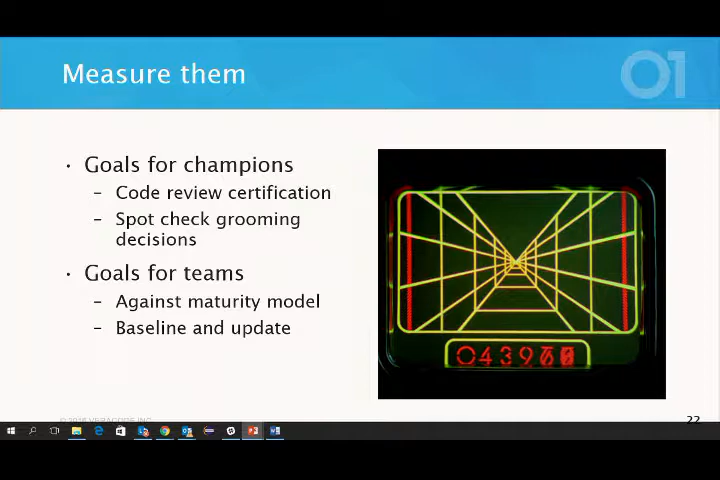 Measure them
01
• Goals for champions
– Code review certification
– Spot check grooming
decisions
• Goals for teams
– Against maturity model
– Baseline and update
22